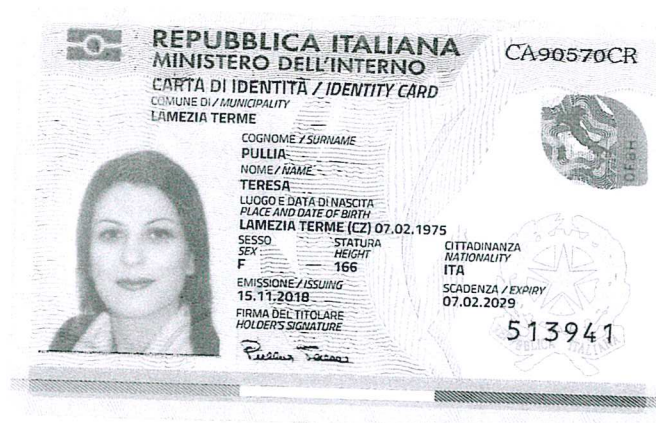 REPUBBLICA ITALIANA
MINISTERO DELL'INTERNO
CA90570CR
CARTA DI IDENTITÀ / IDENTITY CARD
COMUNE DI / MUNICIPALITY
LAMEZIA TERME
COGNOME / SURNAME
PULLIA
NOME / NAME
TERESA
LUOGO E DATA DI NASCITA
PLACE AND DATE OF BIRTH
LAMEZIA TERME (CZ) 07.02.1975
SESSO STATURA CITTADINANZA
SEX HEIGHT NATIONALITY
F 166 ITA
EMISSIONE / ISSUING SCADENZA / EXPIRY
15.11.2018 07.02.2029
FIRMA DEL TITOLARE
HOLDER'S SIGNATURE
513941